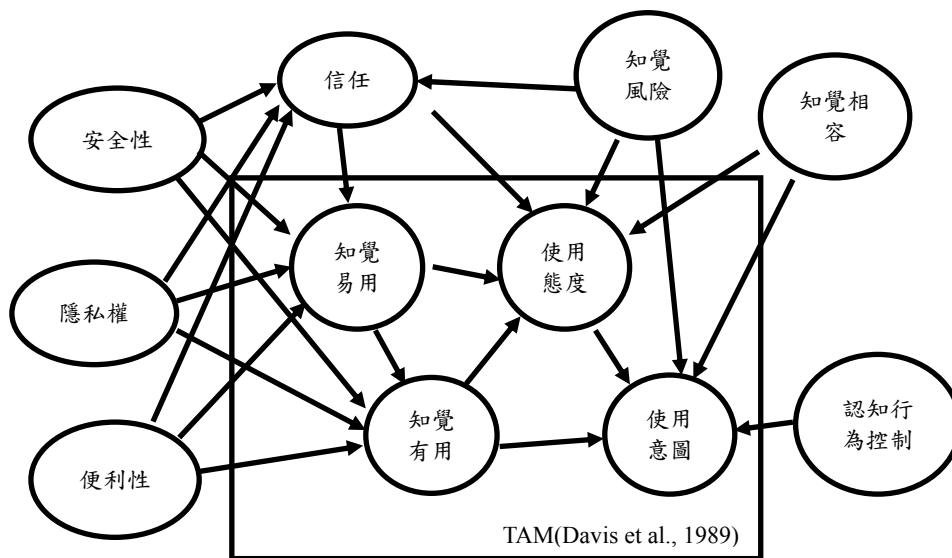 信任
知覺
風險
知覺相
容
安全性
知覺
易用
使用
態度
隱私權
知覺
有用
使用
意圖
認知行
為控制
便利性
TAM(Davis et al., 1989)